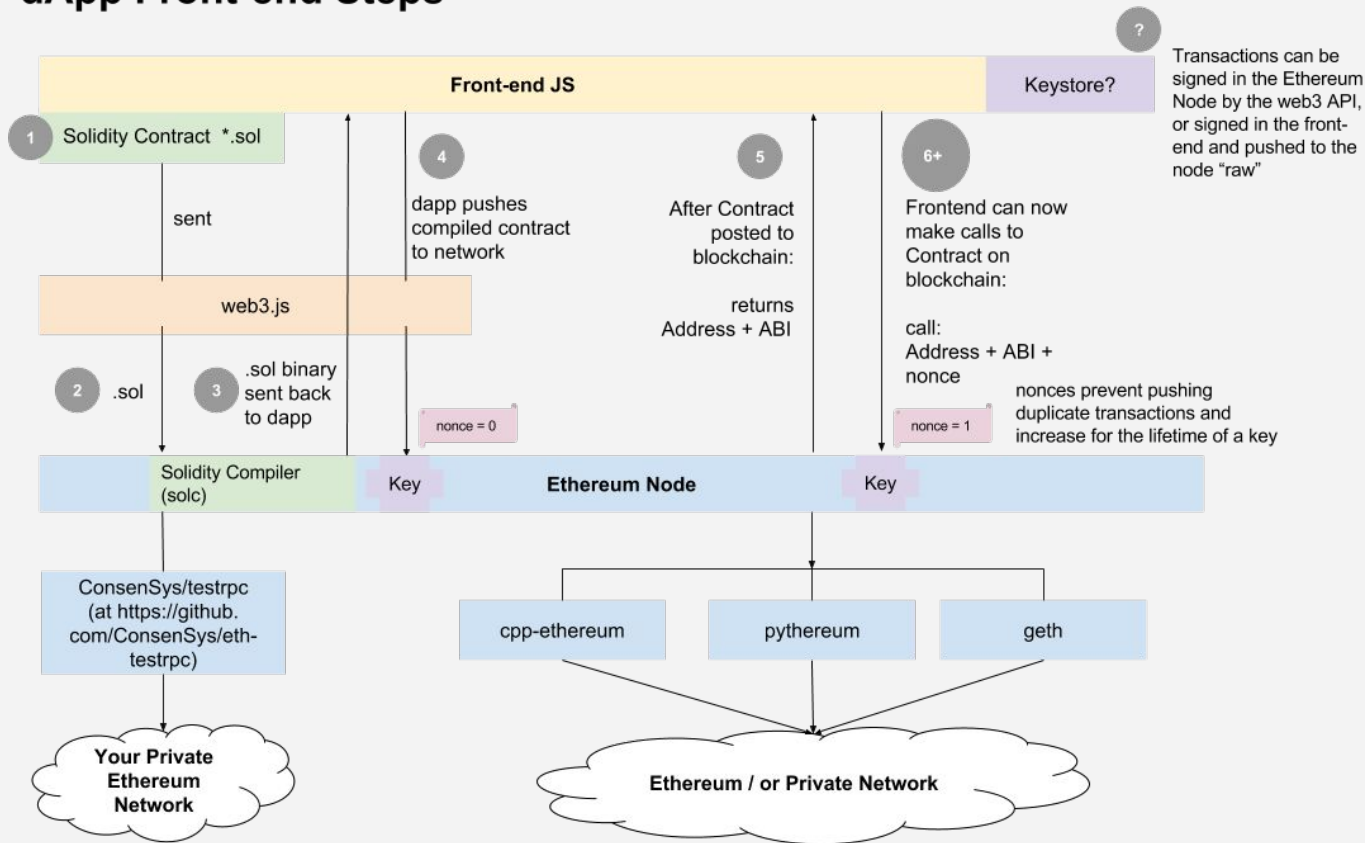 dApp Front-end Steps
?
Transactions can be
signed in the Ethereum
Node by the web3 API,
or signed in the front-
end and pushed to the
node “raw”
Front-end JS
Keystore?
1
Solidity Contract *.sol
sent
4
dapp pushes
compiled contract
to network
5
After Contract
posted to
blockchain:
returns
Address + ABI
6+
Frontend can now
make calls to
Contract on
blockchain:
call:
Address + ABI +
nonce
web3.js
2
.sol
3
.sol binary
sent back
to dapp
nonce = 0
nonce = 1
nonces prevent pushing
duplicate transactions and
increase for the lifetime of a key
Solidity Compiler
(solc)
Key
Ethereum Node
Key
ConsenSys/testrpc
(at https://github.
com/ConsenSys/eth-
testrpc)
cpp-ethereum
pythereum
geth
Your Private
Ethereum
Network
Ethereum / or Private Network